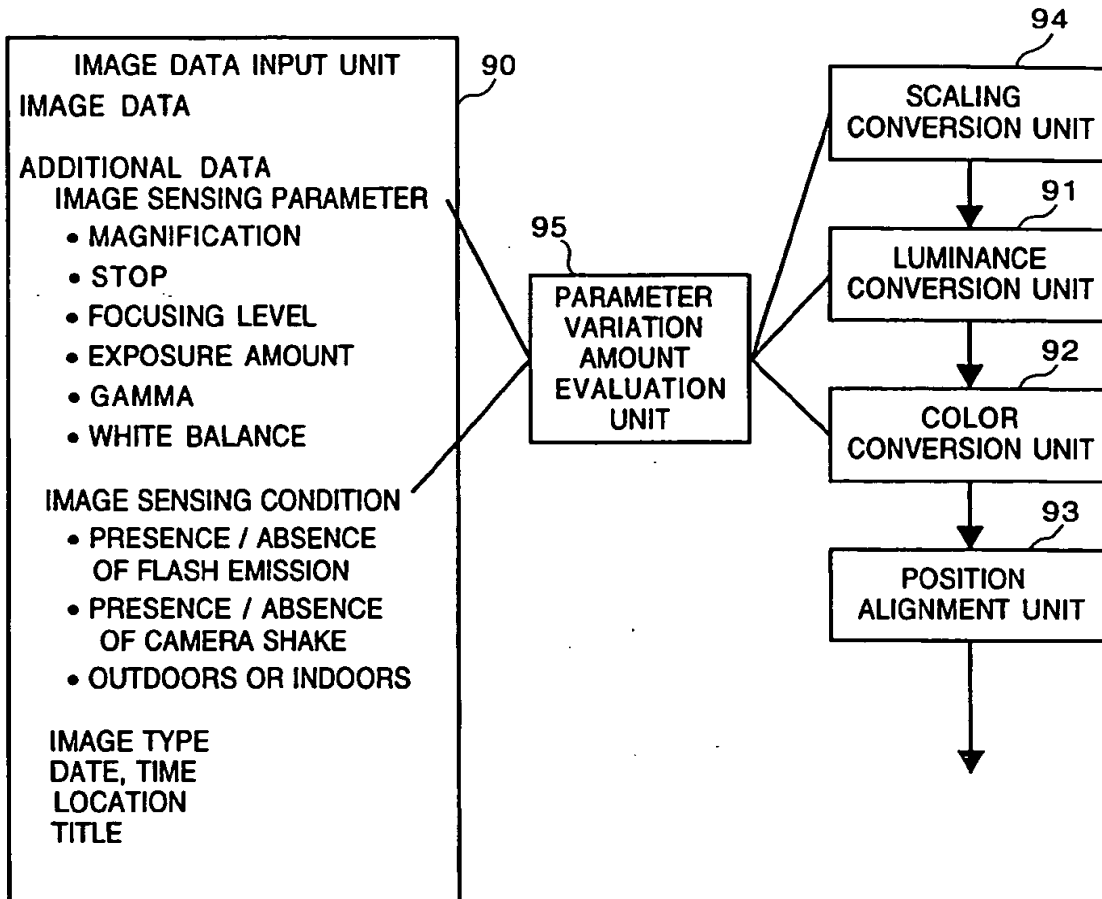 IMAGE DATA INPUT UNIT
90
IMAGE DATA
ADDITIONAL DATA
IMAGE SENSING PARAMETER
• MAGNIFICATION
• STOP
• FOCUSING LEVEL
• EXPOSURE AMOUNT
• GAMMA
• WHITE BALANCE
IMAGE SENSING CONDITION
• PRESENCE / ABSENCE
OF FLASH EMISSION
• PRESENCE / ABSENCE
OF CAMERA SHAKE
• OUTDOORS OR INDOORS
IMAGE TYPE
DATE, TIME
LOCATION
TITLE
95
PARAMETER
VARIATION
AMOUNT
EVALUATION
UNIT
94
SCALING
CONVERSION UNIT
91
LUMINANCE
CONVERSION UNIT
92
COLOR
CONVERSION UNIT
93
POSITION
ALIGNMENT UNIT